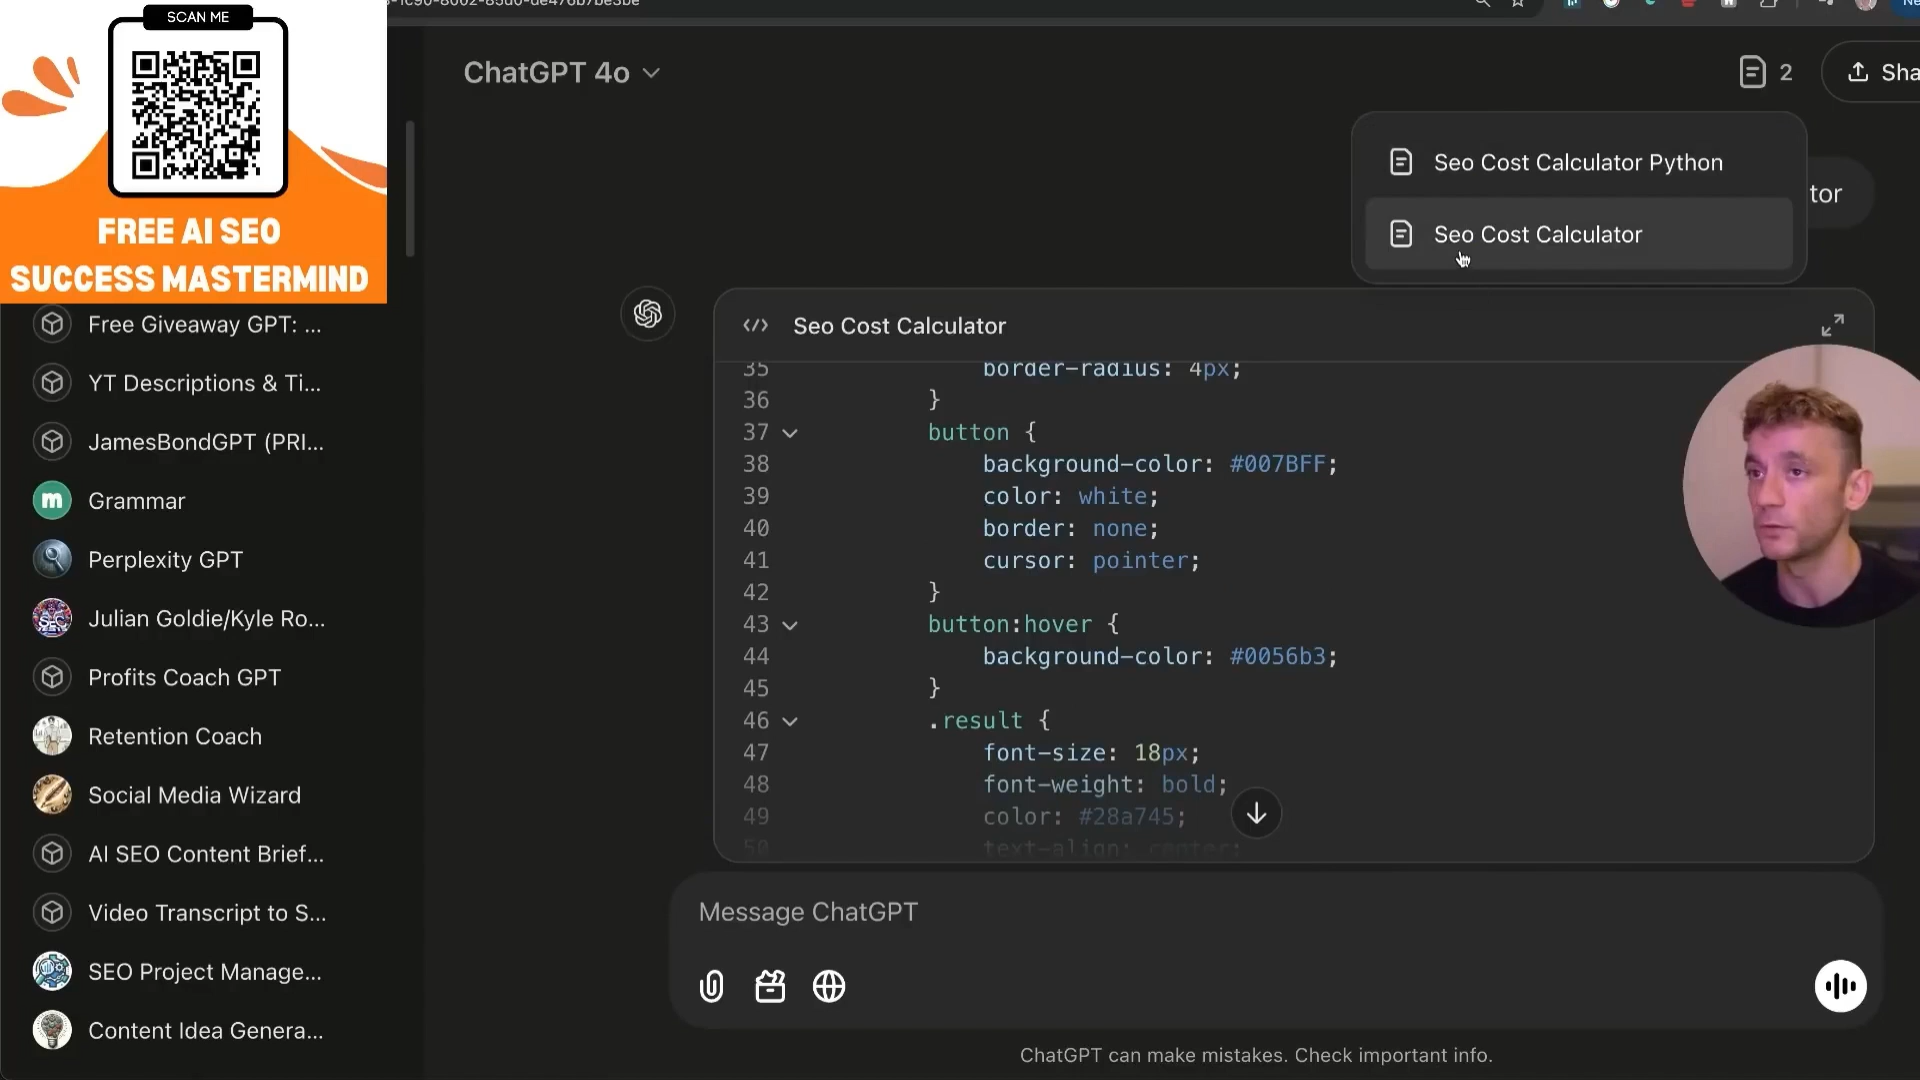 SCAN ME
FREE AI SEO
SUCCESS MASTERMIND
Free Giveaway GPT: ...
YT Descriptions & Ti...
JamesBondGPT (PRI...
m
Grammar
Perplexity GPT
Julian Goldie/Kyle Ro...
Profits Coach GPT
Retention Coach
Social Media Wizard
AI SEO Content Brief...
Video Transcript to S...
SEO Project Manage...
Content Idea Genera...
ChatGPT 4o
2
Sha
Seo Cost Calculator Python
Seo Cost Calculator
tor
</> Seo Cost Calculator
35 border-radius: 4px;
36 }
37 button {
38 background-color: #007BFF;
39 color: white;
40 border: none;
41 cursor: pointer;
42 }
43 button:hover {
44 background-color: #0056b3;
45 }
46 .result {
47 font-size: 18px;
48 font-weight: bold;
49 color: #28a745;
50 text-align: center;
Message ChatGPT
ChatGPT can make mistakes. Check important info.